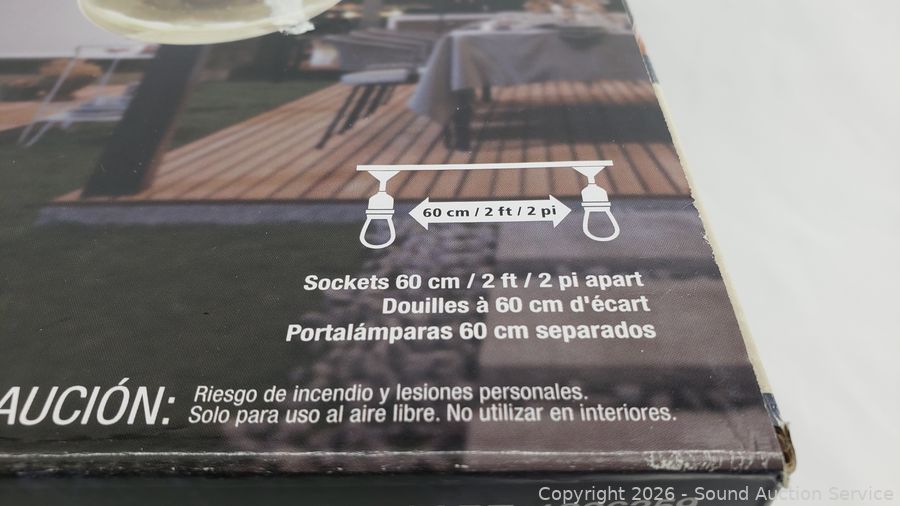 60 cm / 2 ft / 2 pi
Sockets 60 cm / 2 ft / 2 pi apart
Douilles à 60 cm d'écart
Portalámparas 60 cm separados
AUCIÓN: Riesgo de incendio y lesiones personales.
Solo para uso al aire libre. No utilizar en interiores.
Copyright 2026 - Sound Auction Service